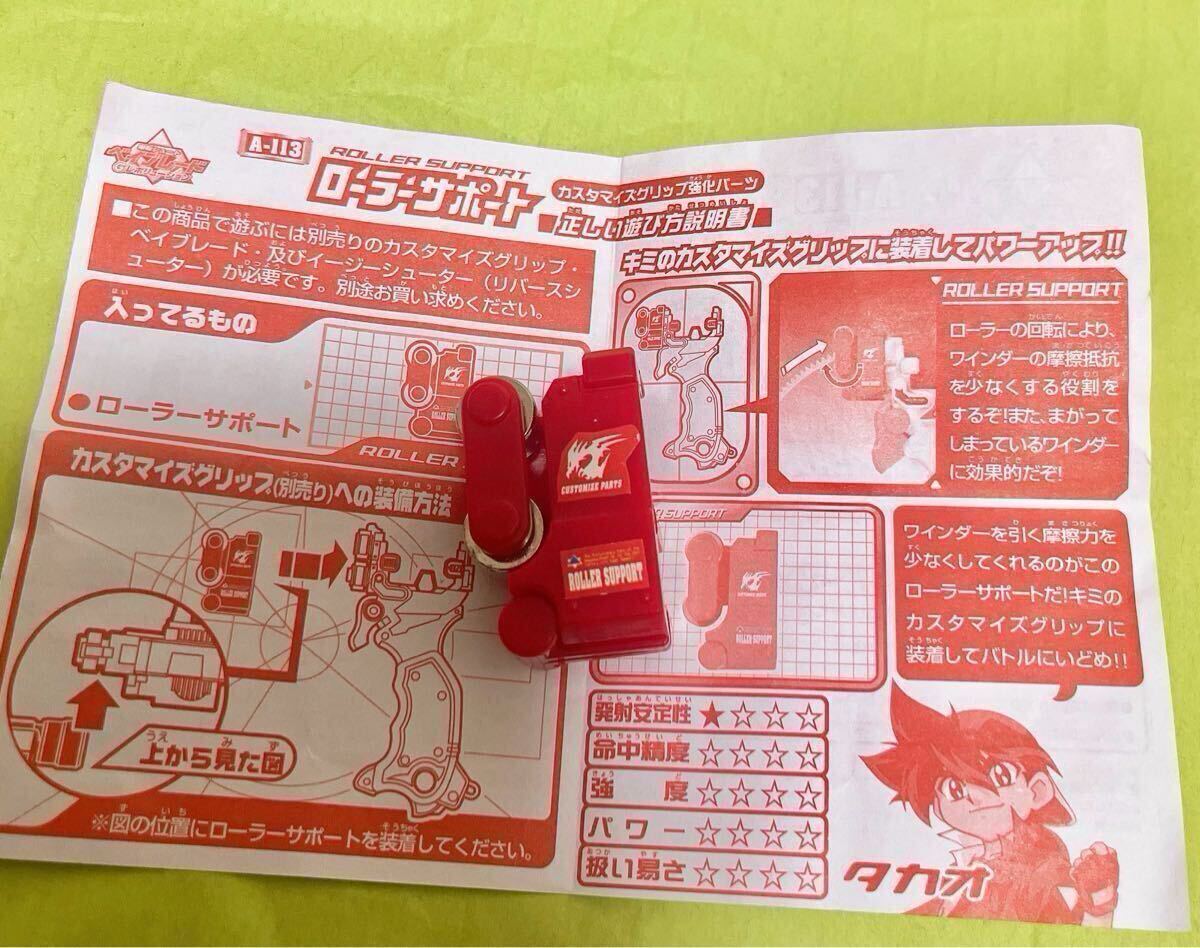 A-113
ROLLER SUPPORT
ローラーサポート
カスタマイズグリップ強化パーツ
正しい遊び方説明書
ベイブレード
■この商品で遊ぶには別売りのカスタマイズグリップ・
ベイブレード・及びイージーシューター（リバースシ
ューター）が必要です。別途お買い求めください。
入ってるもの
●ローラーサポート
ROLLER
カスタマイズグリップ(別売り)への装備方法
上から見た図
※図の位置にローラーサポートを装着してください。
CUSTOMIZE PARTS
ROLLER SUPPORT
キミのカスタマイズグリップに装着してパワーアップ!!
ROLLER SUPPORT
ローラーの回転により、
ワインダーの摩擦抵抗
を少なくする役割を
するぞ!また、まがって
しまっているワインダー
に効果的だぞ!
SUPPORT
CUSTOMIZE PARTS
ROLLER SUPPORT
ワインダーを引く摩擦力を
少なくしてくれるのがこの
ローラーサポートだ!キミの
カスタマイズグリップに
装着してバトルにいどめ!!
発射安定性 ★☆☆☆
命中精度 ☆☆☆☆
強度 ☆☆☆☆
パワー ☆☆☆☆
扱い易さ ☆☆☆☆
タカオ